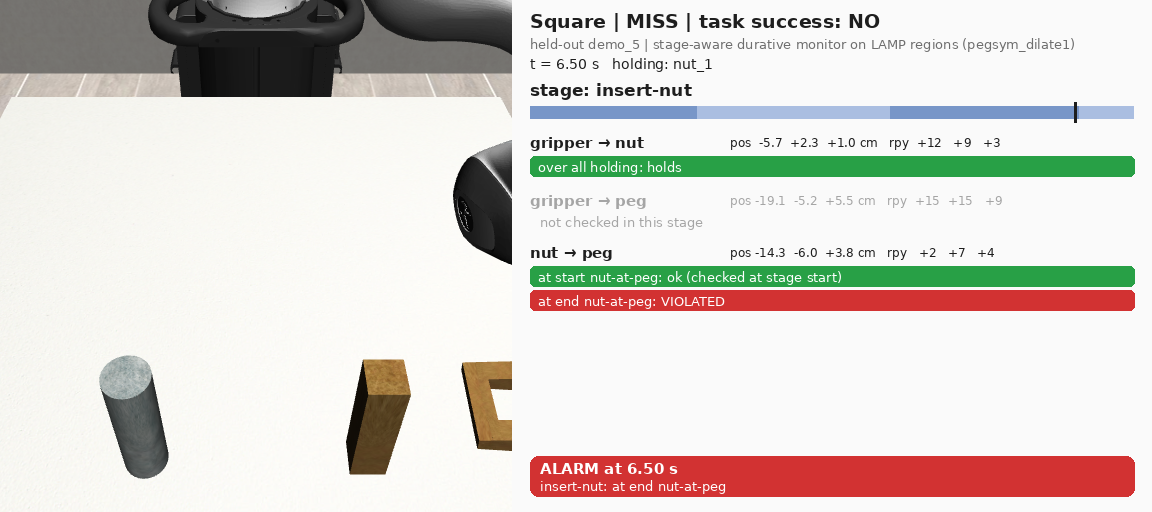 Square | MISS | task success: NO
held-out demo_5 | stage-aware durative monitor on LAMP regions (pegsym_dilate1)
t = 6.50 s holding: nut_1
stage: insert-nut
gripper → nut pos -5.7 +2.3 +1.0 cm rpy +12 +9 +3
over all holding: holds
gripper → peg pos -19.1 -5.2 +5.5 cm rpy +15 +15 +9
not checked in this stage
nut → peg pos -14.3 -6.0 +3.8 cm rpy +2 +7 +4
at start nut-at-peg: ok (checked at stage start)
at end nut-at-peg: VIOLATED
ALARM at 6.50 s
insert-nut: at end nut-at-peg